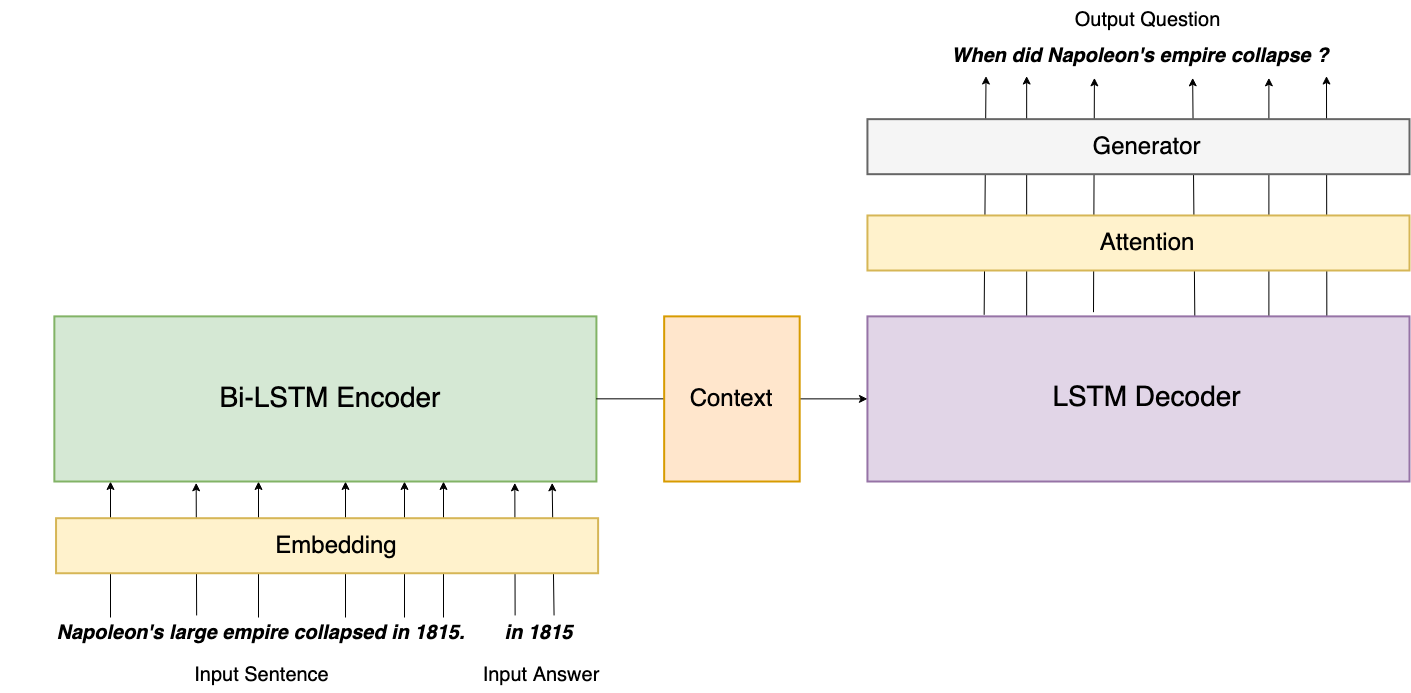 Output Question
When did Napoleon's empire collapse ?
Generator
Attention
Bi-LSTM Encoder
Context
LSTM Decoder
Embedding
Napoleon's large empire collapsed in 1815.
in 1815
Input Sentence
Input Answer